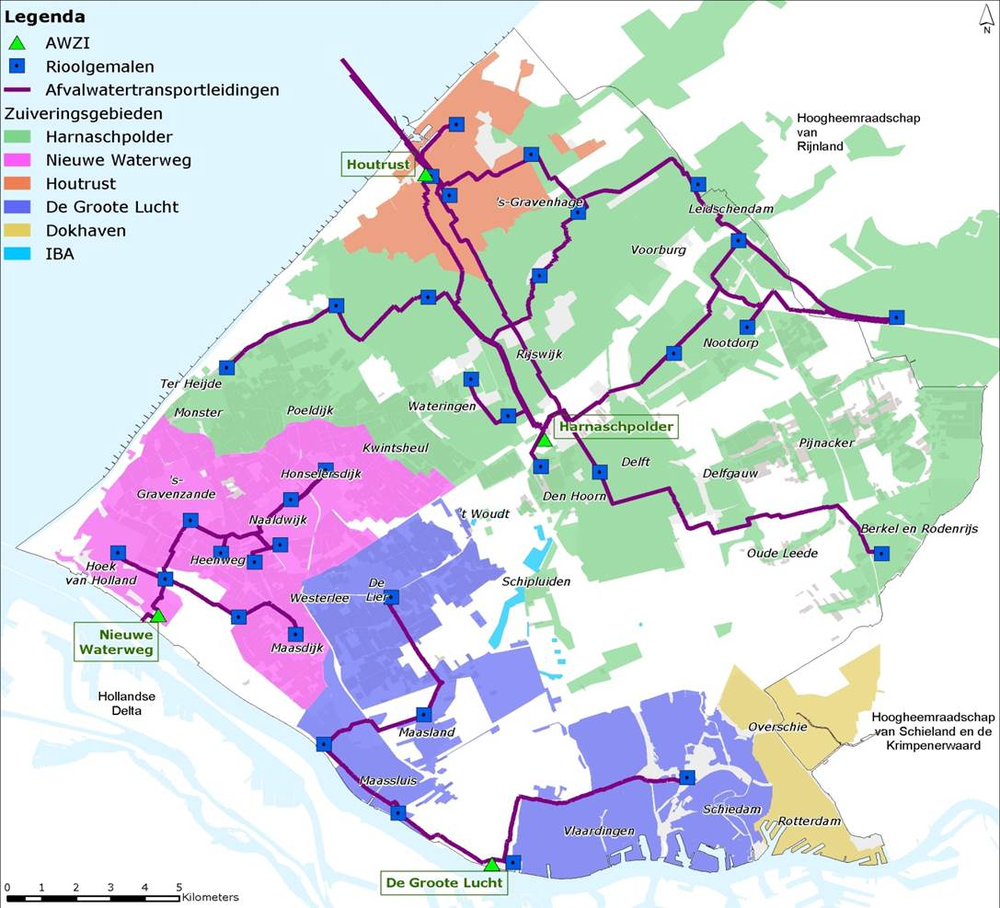 Legenda
AWZI
Rioolgemalen
Afvalwatertransportleidingen
Zuiveringsgebieden
Harnaschpolder
Nieuwe Waterweg
Houtrust
De Groote Lucht
Dokhaven
IBA
N
Hoogheemraadschap
van
Rijnland
Houtrust
's-Gravenhage
Leidschendam
Voorburg
Nootdorp
Rijswijk
Ter Heijde
Monster
Poeldijk
Wateringen
Harnaschpolder
Kwintsheul
Pijnacker
Honselersdijk
Delft
Delfgauw
's-
Gravenzande
Den Hoorn
't Woudt
Naaldwijk
Berkel en Rodenrijs
Heenweg
Oude Leede
Hoek
van Holland
De
Lier
Schipluiden
Westerlee
Nieuwe
Waterweg
Maasdijk
Hollandse
Delta
Maasland
Overschie
Hoogheemraadschap
van Schieland en de
Krimpenerwaard
Maassluis
Schiedam
Rotterdam
Vlaardingen
De Groote Lucht
0 1 2 3 4 5
Kilometers